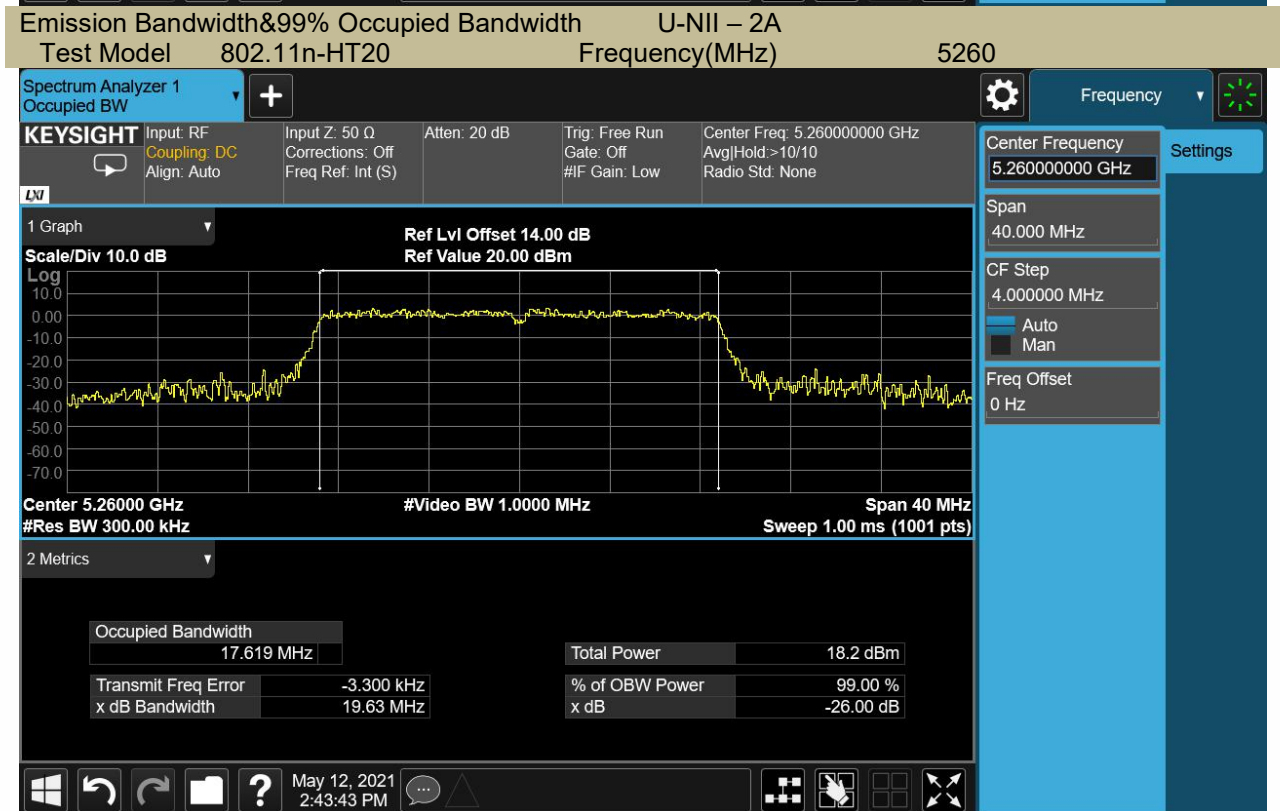 Emission Bandwidth&99% Occupied Bandwidth U-NII – 2A
Test Model 802.11n-HT20 Frequency(MHz) 5260
Spectrum Analyzer 1
Occupied BW
+
Frequency
KEYSIGHT
LXI
Input: RF
Coupling: DC
Align: Auto
Input Z: 50 Ω
Corrections: Off
Freq Ref: Int (S)
Atten: 20 dB
Trig: Free Run
Gate: Off
#IF Gain: Low
Center Freq: 5.260000000 GHz
Avg|Hold:>10/10
Radio Std: None
Center Frequency
5.260000000 GHz
Settings
Span
40.000 MHz
CF Step
4.000000 MHz
Auto
Man
Freq Offset
0 Hz
1 Graph
Ref Lvl Offset 14.00 dB
Scale/Div 10.0 dB Ref Value 20.00 dBm
Log
10.0
0.00
-10.0
-20.0
-30.0
-40.0
-50.0
-60.0
-70.0
Center 5.26000 GHz #Video BW 1.0000 MHz Span 40 MHz
#Res BW 300.00 kHz Sweep 1.00 ms (1001 pts)
2 Metrics
Occupied Bandwidth
17.619 MHz
Total Power 18.2 dBm
Transmit Freq Error -3.300 kHz % of OBW Power 99.00 %
x dB Bandwidth 19.63 MHz x dB -26.00 dB
?
May 12, 2021
2:43:43 PM